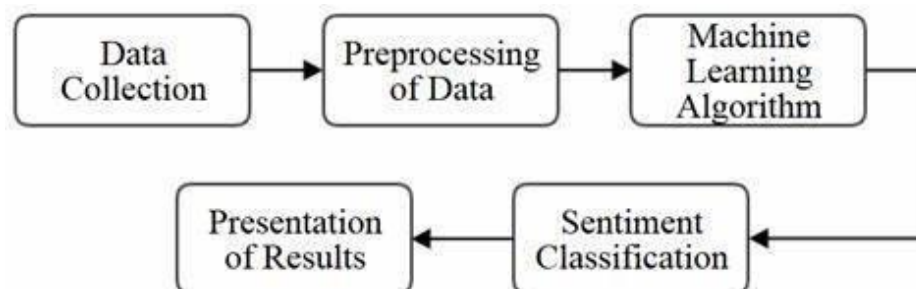 Data
Collection
Preprocessing
of Data
Machine
Learning
Algorithm
Sentiment
Classification
Presentation
of Results